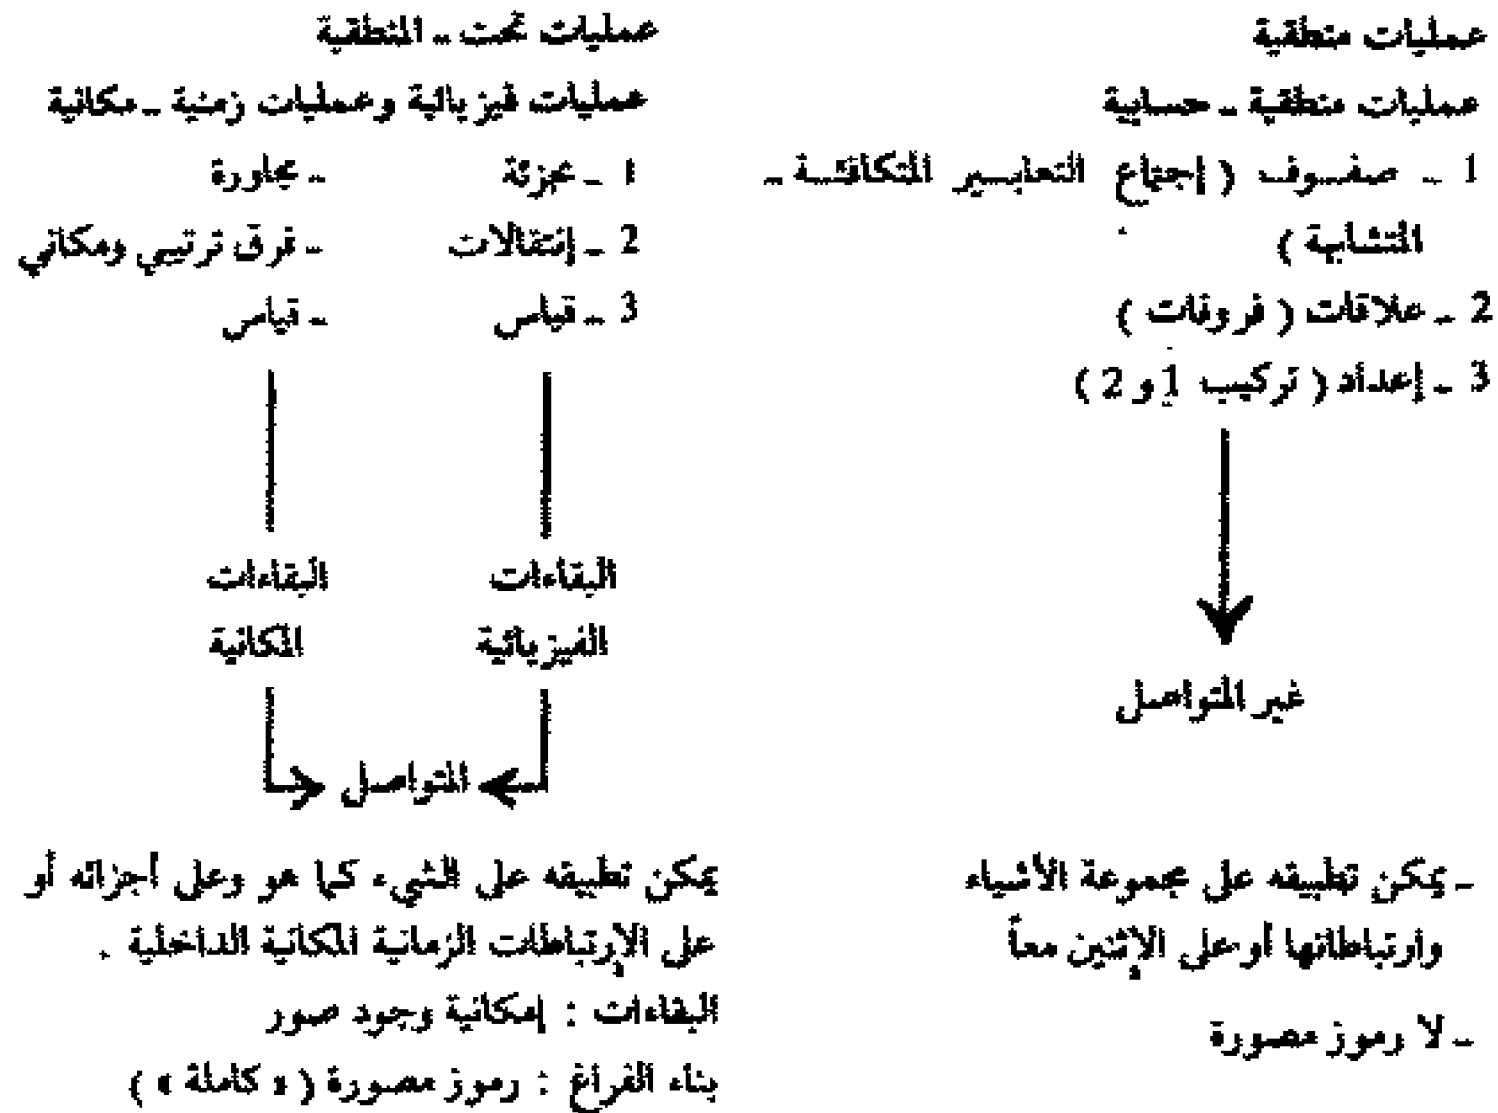 عمليات منطقية
عمليات منطقية - حسابية
1 - صفوف ( إجتماع التعابير المتكافئة -
المتشابهة )
2 - علاقات ( فروقات )
3 - إعداد ( تركيب 1 و 2 )
غير المتواصل
- يمكن تطبيقه على مجموعة الأشياء
وارتباطاتها أو على الإثنين معاً
- لا رموز مصورة
عمليات تحت - المنطقية
عمليات فيزيائية وعمليات زمنية - مكانية
1 - تجزئة - مجاورة
2 - إنتقالات - فرق ترتيبي ومكاني
3 - قياس - قياس
البقاءات البقاءات
الفيزيائية المكانية
المتواصل
يمكن تطبيقه على الشيء كما هو وعلى أجزائه أو
على الإرتباطات الزمانية المكانية الداخلية .
البقاءات : إمكانية وجود صور
بناء الفراغ : رموز مصورة ( « كاملة » )